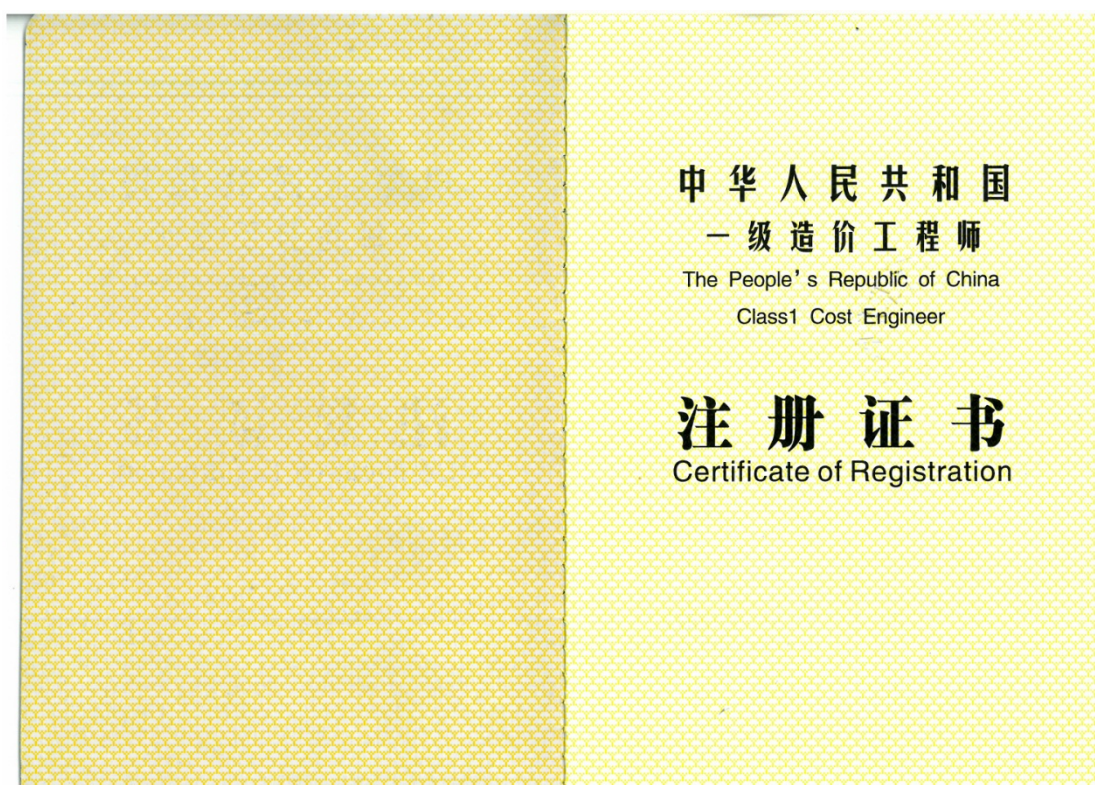 中华人民共和国
一级造价工程师
The People's Republic of China
Class1 Cost Engineer
注册证书
Certificate of Registration